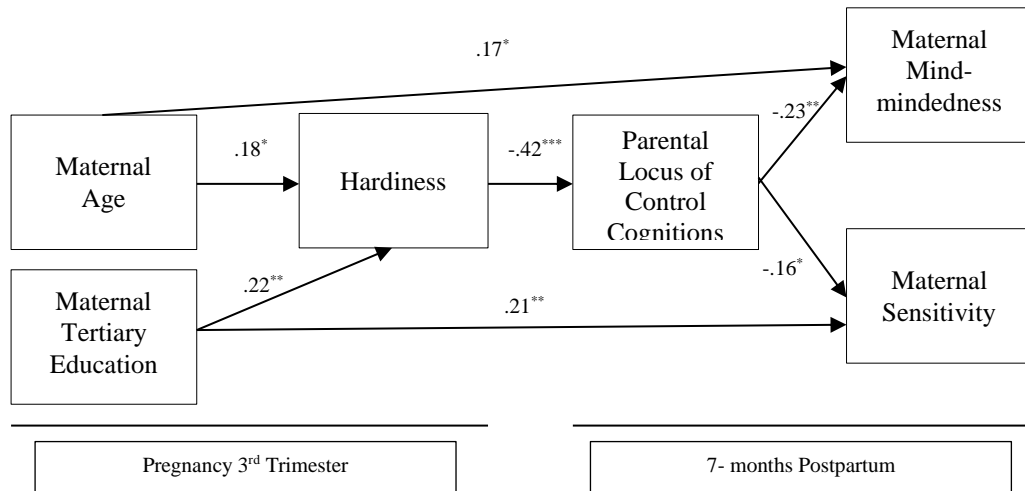 Maternal
Mind-
mindedness
.17*
-.23**
Maternal
Age
.18*
Hardiness
-.42***
Parental
Locus of
Control
Cognitions
-.16*
Maternal
Tertiary
Education
.22**
.21**
Maternal
Sensitivity
Pregnancy 3rd Trimester
7- months Postpartum